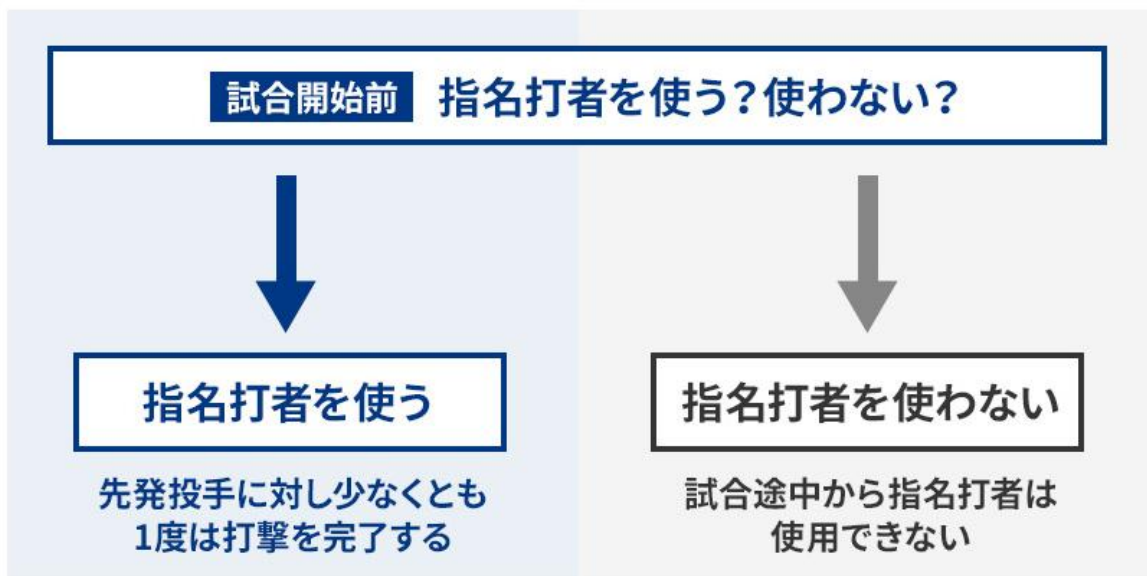 試合開始前 指名打者を使う？使わない？
指名打者を使う
先発投手に対し少なくとも
1度は打撃を完了する
指名打者を使わない
試合途中から指名打者は
使用できない